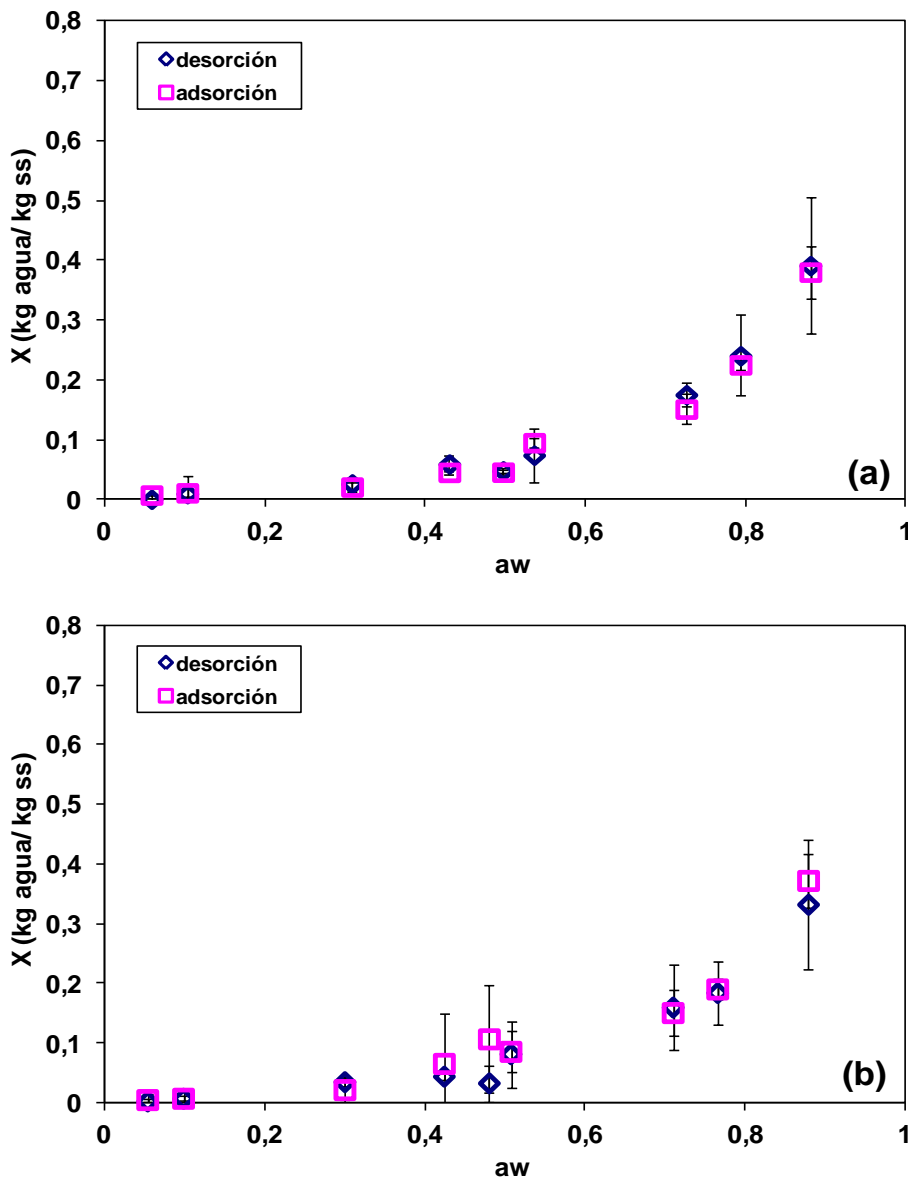 0,8
0,7
0,6
0,5
0,4
0,3
0,2
0,1
0
X (kg agua/ kg ss)
desorción
adsorción
(a)
0 0,2 0,4 0,6 0,8 1
aw
0,8
0,7
0,6
0,5
0,4
0,3
0,2
0,1
0
X (kg agua/ kg ss)
desorción
adsorción
(b)
0 0,2 0,4 0,6 0,8 1
aw